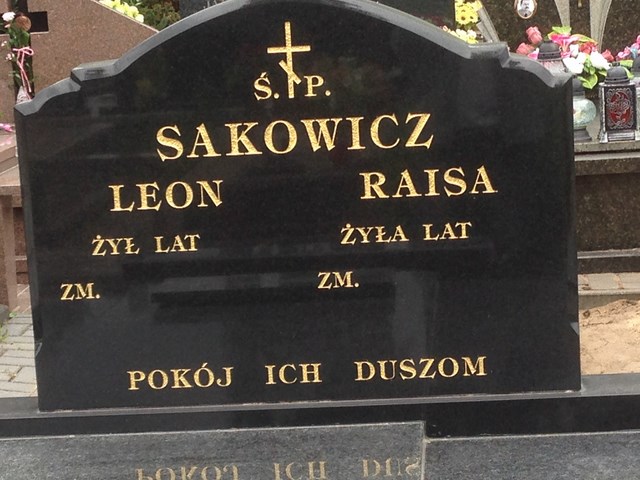 Ś. P.
SAKOWICZ
LEON RAISA
ŻYŁ LAT ŻYŁA LAT
ZM. ZM.
POKÓJ ICH DUSZOM